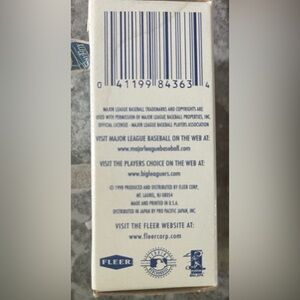 0 41199 84363 4
MAJOR LEAGUE BASEBALL TRADEMARKS AND COPYRIGHTS ARE
USED WITH PERMISSION OF MAJOR LEAGUE BASEBALL PROPERTIES, INC.
OFFICIAL LICENSEE - MAJOR LEAGUE BASEBALL PLAYERS ASSOCIATION
VISIT MAJOR LEAGUE BASEBALL ON THE WEB AT:
www.majorleaguebaseball.com
VISIT THE PLAYERS CHOICE ON THE WEB AT:
www.bigleaguers.com
© 1998 PRODUCED AND DISTRIBUTED BY FLEER CORP.
MT. LAUREL, NJ 08054
MADE AND PRINTED IN U.S.A.
DISTRIBUTED IN JAPAN BY PRO PACIFIC JAPAN, INC.
VISIT THE FLEER WEBSITE AT:
www.fleercorp.com
FLEER